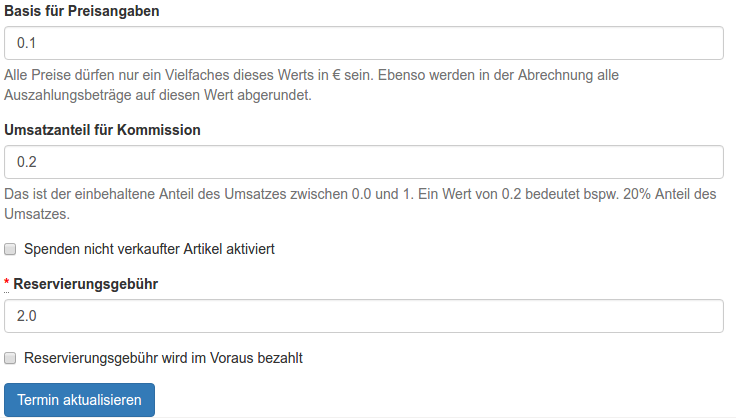 Basis für Preisangaben
0.1
Alle Preise dürfen nur ein Vielfaches dieses Werts in € sein. Ebenso werden in der Abrechnung alle
Auszahlungsbeträge auf diesen Wert abgerundet.
Umsatzanteil für Kommission
0.2
Das ist der einbehaltene Anteil des Umsatzes zwischen 0.0 und 1. Ein Wert von 0.2 bedeutet bspw. 20% Anteil des
Umsatzes.
Spenden nicht verkaufter Artikel aktiviert
* Reservierungsgebühr
2.0
Reservierungsgebühr wird im Voraus bezahlt
Termin aktualisieren